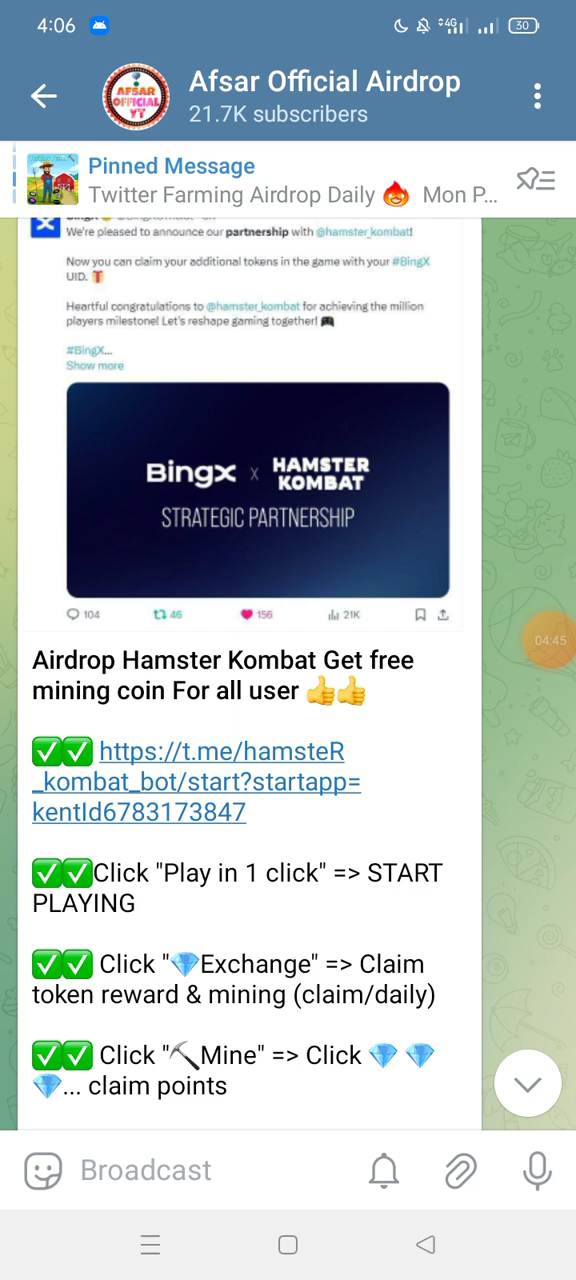 4:06
4G
30
AFSAR
OFFICIAL
YT
Afsar Official Airdrop
21.7K subscribers
Pinned Message
Twitter Farming Airdrop Daily 🔥 Mon P...
We're pleased to announce our partnership with @hamster_kombat!
Now you can claim your additional tokens in the game with your #BingX
UID. 🎁
Heartful congratulations to @hamster_kombat for achieving the million
players milestone! Let's reshape gaming together! 🎮
#BingX...
Show more
BingX x HAMSTER
KOMBAT
STRATEGIC PARTNERSHIP
104 46 156 21K
04:45
Airdrop Hamster Kombat Get free
mining coin For all user 👍👍
✅✅ https://t.me/hamsteR
_kombat_bot/start?startapp=
kentId6783173847
✅✅Click "Play in 1 click" => START
PLAYING
✅✅ Click "💎Exchange" => Claim
token reward & mining (claim/daily)
✅✅ Click "⛏Mine" => Click 💎 💎
💎... claim points
Broadcast